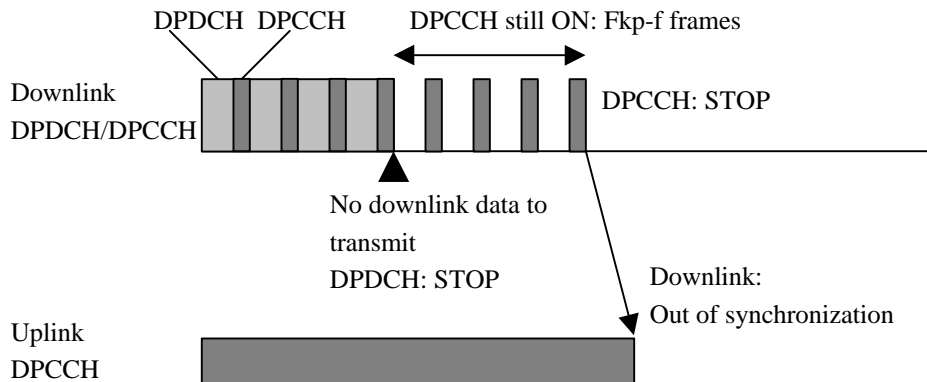 DPDCH DPCCH
DPCCH still ON: Fkp-f frames
Downlink
DPDCH/DPCCH
DPCCH: STOP
No downlink data to
transmit
DPDCH: STOP
Downlink:
Out of synchronization
Uplink
DPCCH